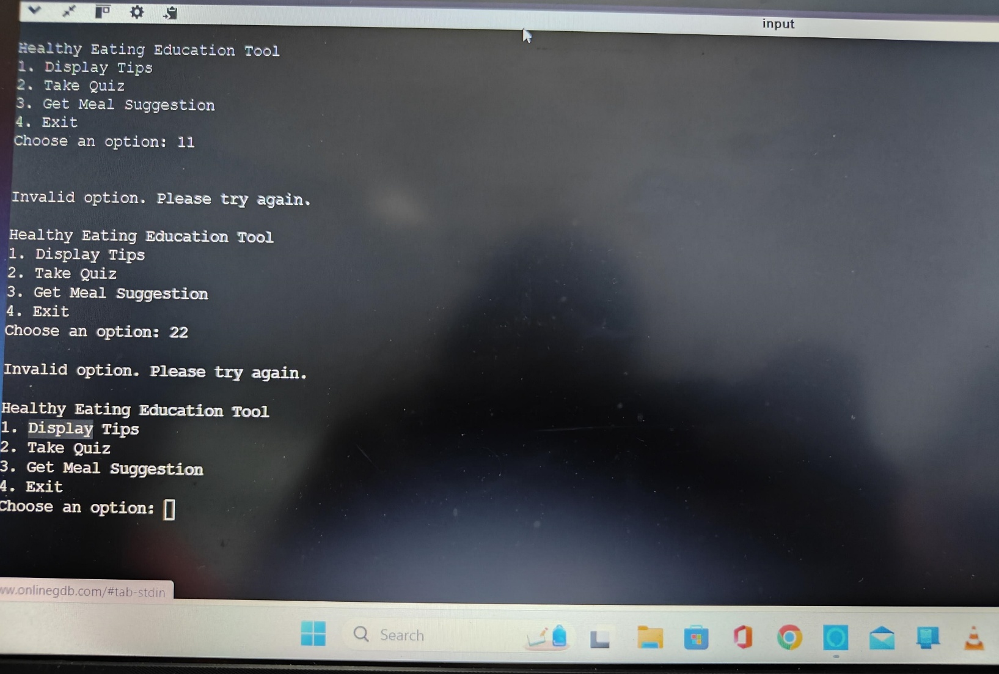 input
Healthy Eating Education Tool
1. Display Tips
2. Take Quiz
3. Get Meal Suggestion
4. Exit
Choose an option: 11
Invalid option. Please try again.
Healthy Eating Education Tool
1. Display Tips
2. Take Quiz
3. Get Meal Suggestion
4. Exit
Choose an option: 22
Invalid option. Please try again.
Healthy Eating Education Tool
1. Display Tips
2. Take Quiz
3. Get Meal Suggestion
4. Exit
Choose an option:
ww.onlinegdb.com/#tab-stdin
Search